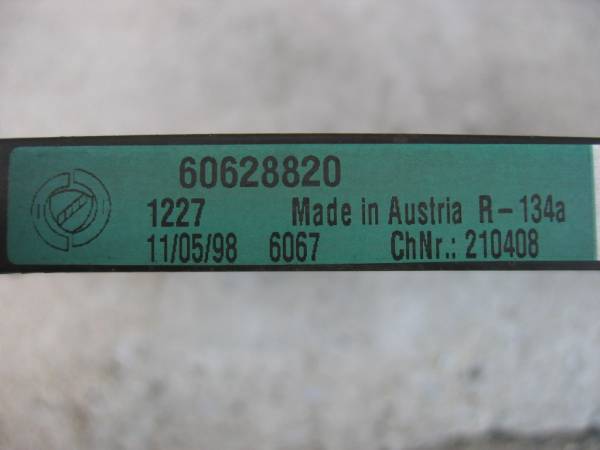 60628820
1227 Made in Austria R-134a
11/05/98 6067 ChNr.: 210408